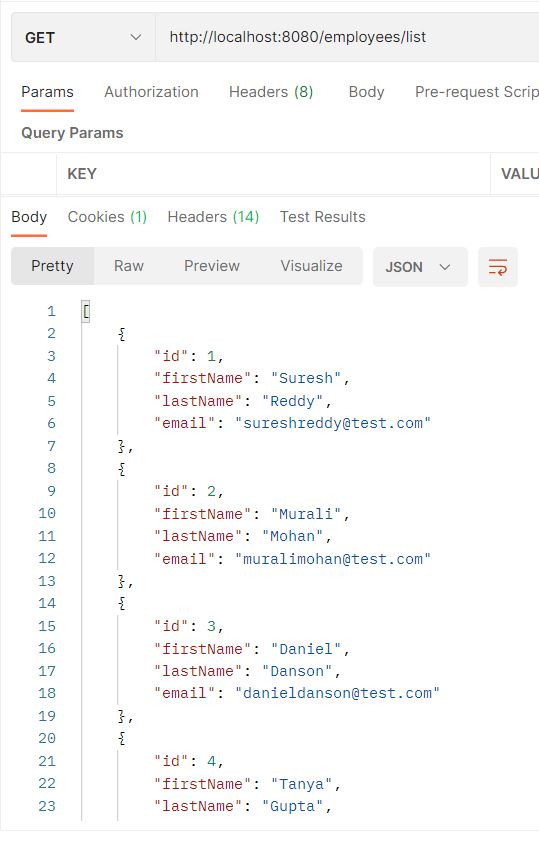 GET http://localhost:8080/employees/list
Params Authorization Headers (8) Body Pre-request Scrip
Query Params
KEY VALU
Body Cookies (1) Headers (14) Test Results
Pretty Raw Preview Visualize JSON
1 [
2 {
3 "id": 1,
4 "firstName": "Suresh",
5 "lastName": "Reddy",
6 "email": "sureshreddy@test.com"
7 },
8 {
9 "id": 2,
10 "firstName": "Murali",
11 "lastName": "Mohan",
12 "email": "muralimohan@test.com"
13 },
14 {
15 "id": 3,
16 "firstName": "Daniel",
17 "lastName": "Danson",
18 "email": "danieldanson@test.com"
19 },
20 {
21 "id": 4,
22 "firstName": "Tanya",
23 "lastName": "Gupta",